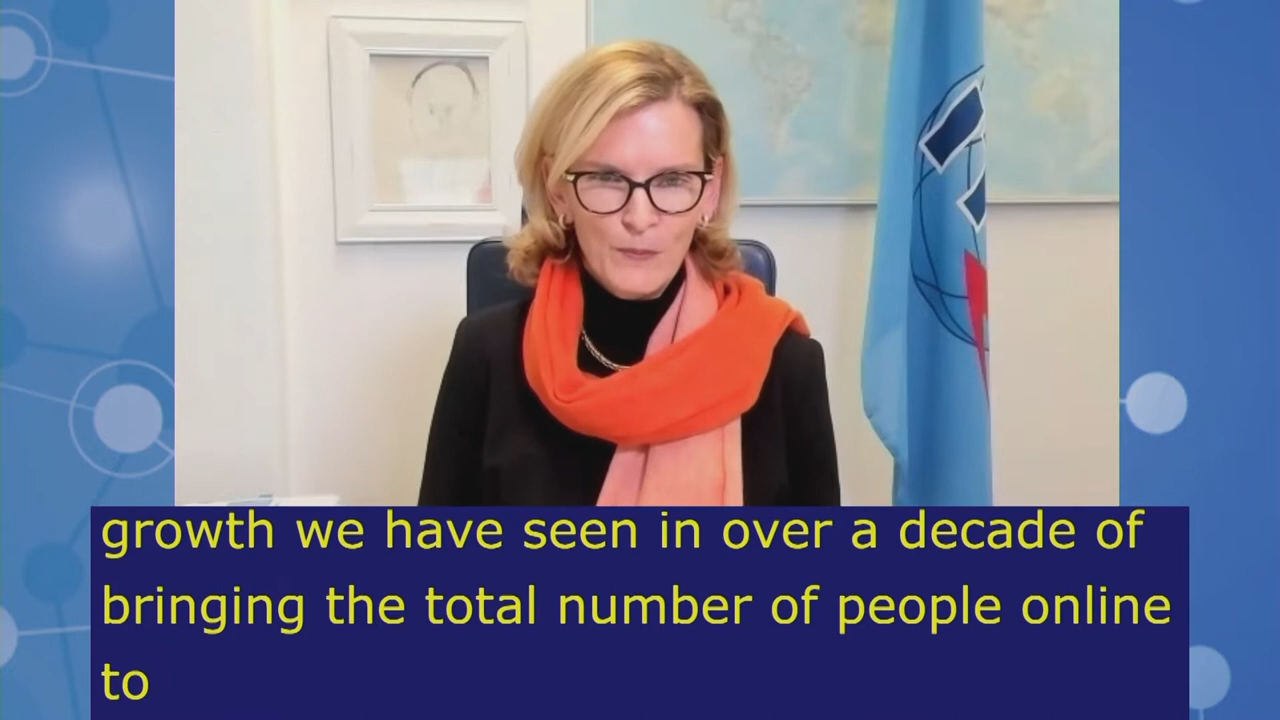 growth we have seen in over a decade of
bringing the total number of people online
to